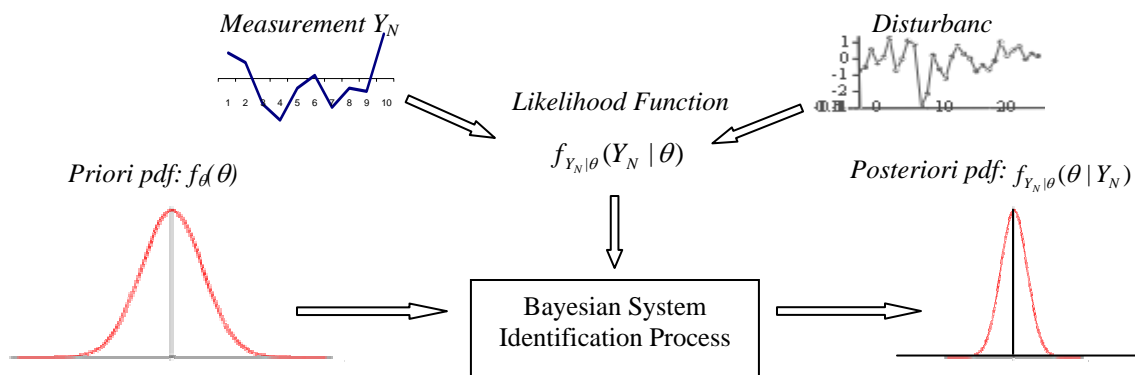 Measurement Y_N
Disturbanc
1 2 3 4 5 6 7 8 9 10
1
0
-1
-2
0 10 20
Likelihood Function
f_{Y_N|θ}(Y_N | θ)
Priori pdf: f_θ(θ)
Posteriori pdf: f_{Y_N|θ}(θ | Y_N)
Bayesian System
Identification Process